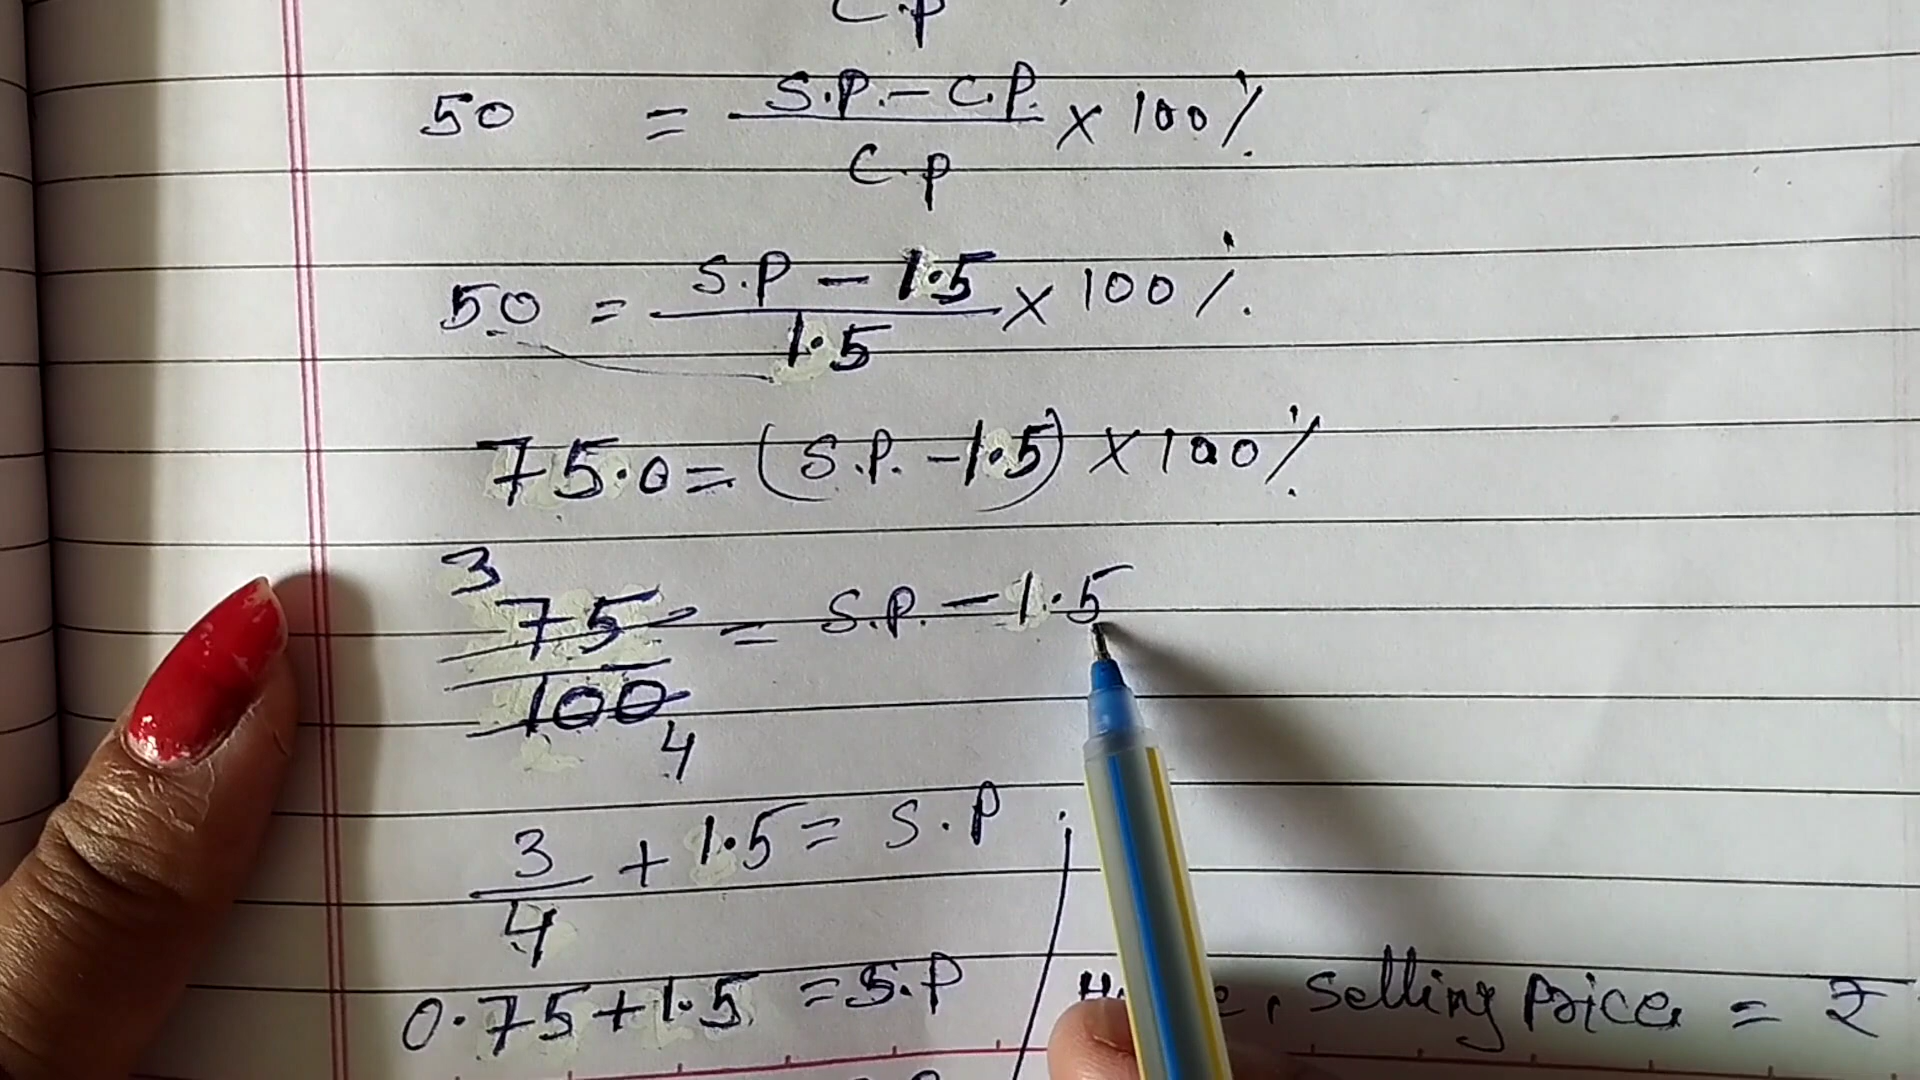 C.P
50 = S.P. - C.P. / C.P × 100%
50 = S.P - 1.5 / 1.5 × 100%
75.0 = (S.P. - 1.5) × 100%
3
75 / 100 = S.P. - 1.5
4
3 / 4 + 1.5 = S.P
0.75 + 1.5 = S.P
Selling Price = ₹